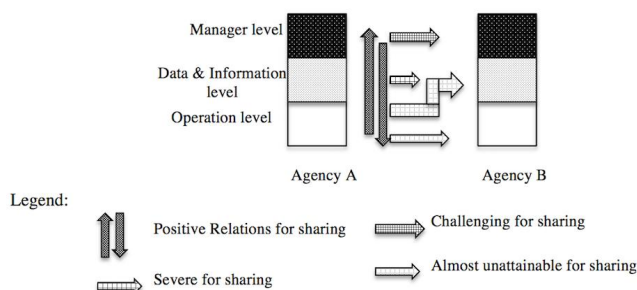 Manager level
Data & Information
level
Operation level
Agency A
Agency B
Legend:
Positive Relations for sharing
Challenging for sharing
Severe for sharing
Almost unattainable for sharing